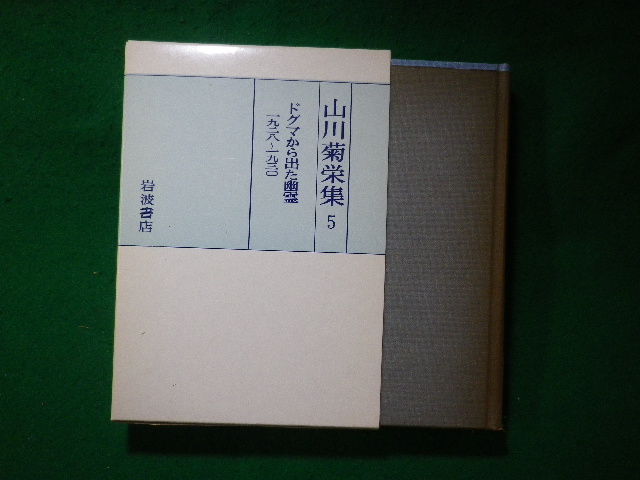 山川菊栄集 5
ドグマから出た幽霊
一九二八~一九三〇
岩波書店